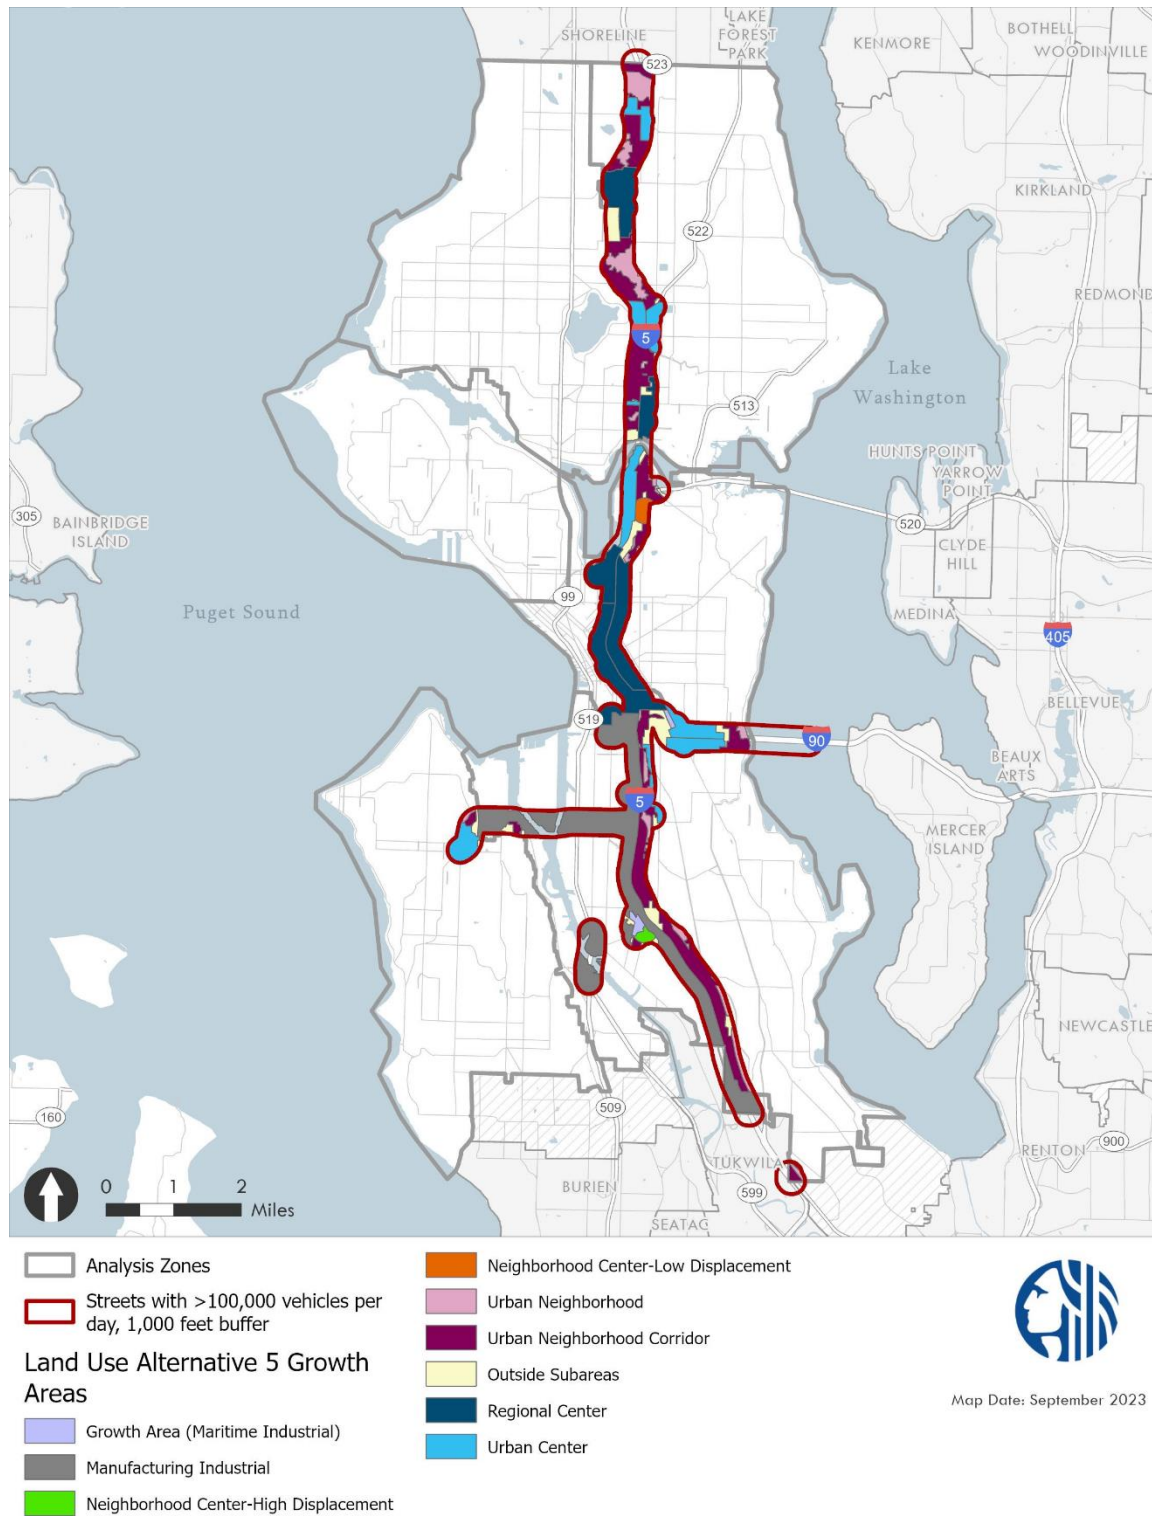 SHORELINE
LAKE
FOREST
PARK
BOTHELL
KENMORE
WOODINVILLE
523
KIRKLAND
522
REDMOND
5
Lake
Washington
513
HUNTS POINT
YARROW
POINT
305
BAINBRIDGE
ISLAND
520
CLYDE
HILL
99
Puget Sound
MEDINA
405
BELLEVUE
519
90
BEAUX
ARTS
5
MERCER
ISLAND
NEWCASTLE
160
509
TUKWILA
RENTON
900
BURIEN
599
SEATAC
0 1 2
Miles
Analysis Zones
Streets with >100,000 vehicles per
day, 1,000 feet buffer
Land Use Alternative 5 Growth
Areas
Growth Area (Maritime Industrial)
Manufacturing Industrial
Neighborhood Center-High Displacement
Neighborhood Center-Low Displacement
Urban Neighborhood
Urban Neighborhood Corridor
Outside Subareas
Regional Center
Urban Center
Map Date: September 2023